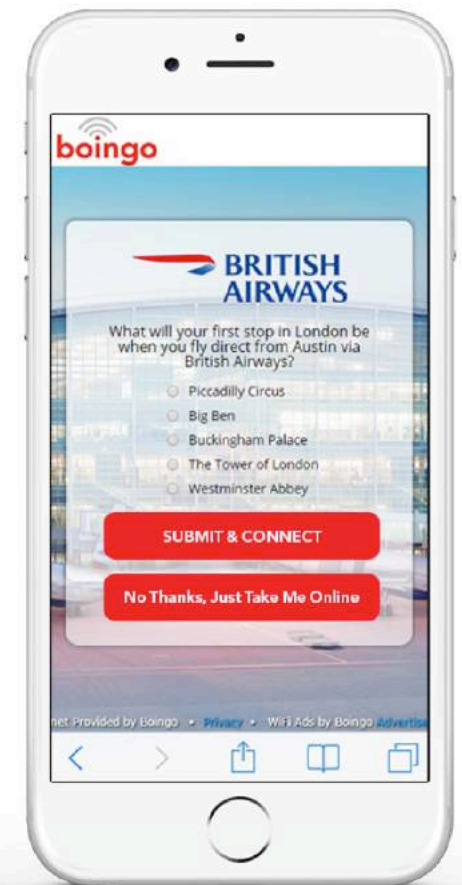 boingo
BRITISH
AIRWAYS
What will your first stop in London be
when you fly direct from Austin via
British Airways?
Piccadilly Circus
Big Ben
Buckingham Palace
The Tower of London
Westminster Abbey
SUBMIT & CONNECT
No Thanks, Just Take Me Online
net Provided by Boingo • Privacy • WiFi Ads by Boingo Advertise